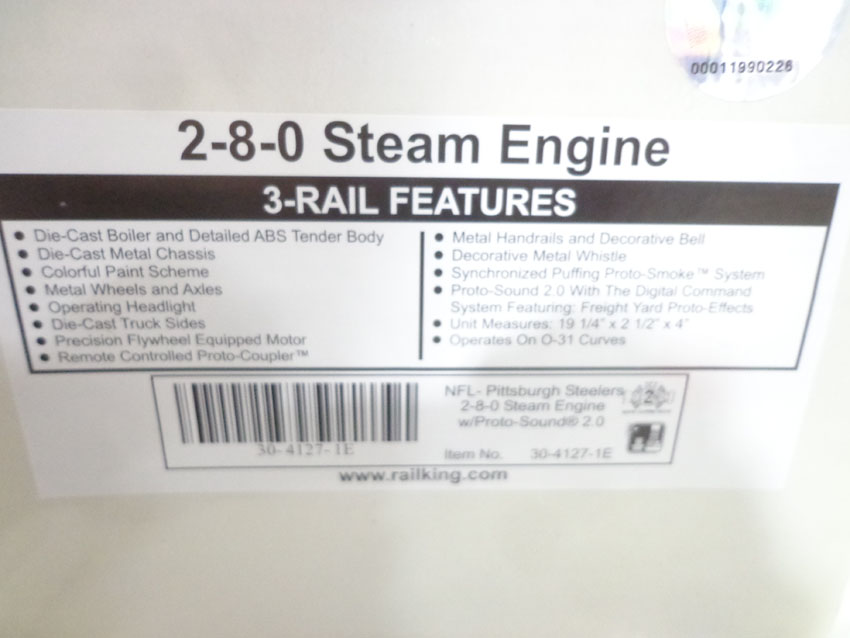 00011990226
2-8-0 Steam Engine
3-RAIL FEATURES
• Die-Cast Boiler and Detailed ABS Tender Body
• Die-Cast Metal Chassis
• Colorful Paint Scheme
• Metal Wheels and Axles
• Operating Headlight
• Die-Cast Truck Sides
• Precision Flywheel Equipped Motor
• Remote Controlled Proto-Coupler™
• Metal Handrails and Decorative Bell
• Decorative Metal Whistle
• Synchronized Puffing Proto-Smoke™ System
• Proto-Sound 2.0 With The Digital Command
System Featuring: Freight Yard Proto-Effects
• Unit Measures: 19 1/4" x 2 1/2" x 4"
• Operates On O-31 Curves
30-4127-1E
NFL- Pittsburgh Steelers
2-8-0 Steam Engine
w/Proto-Sound® 2.0
Item No. 30-4127-1E
www.railking.com